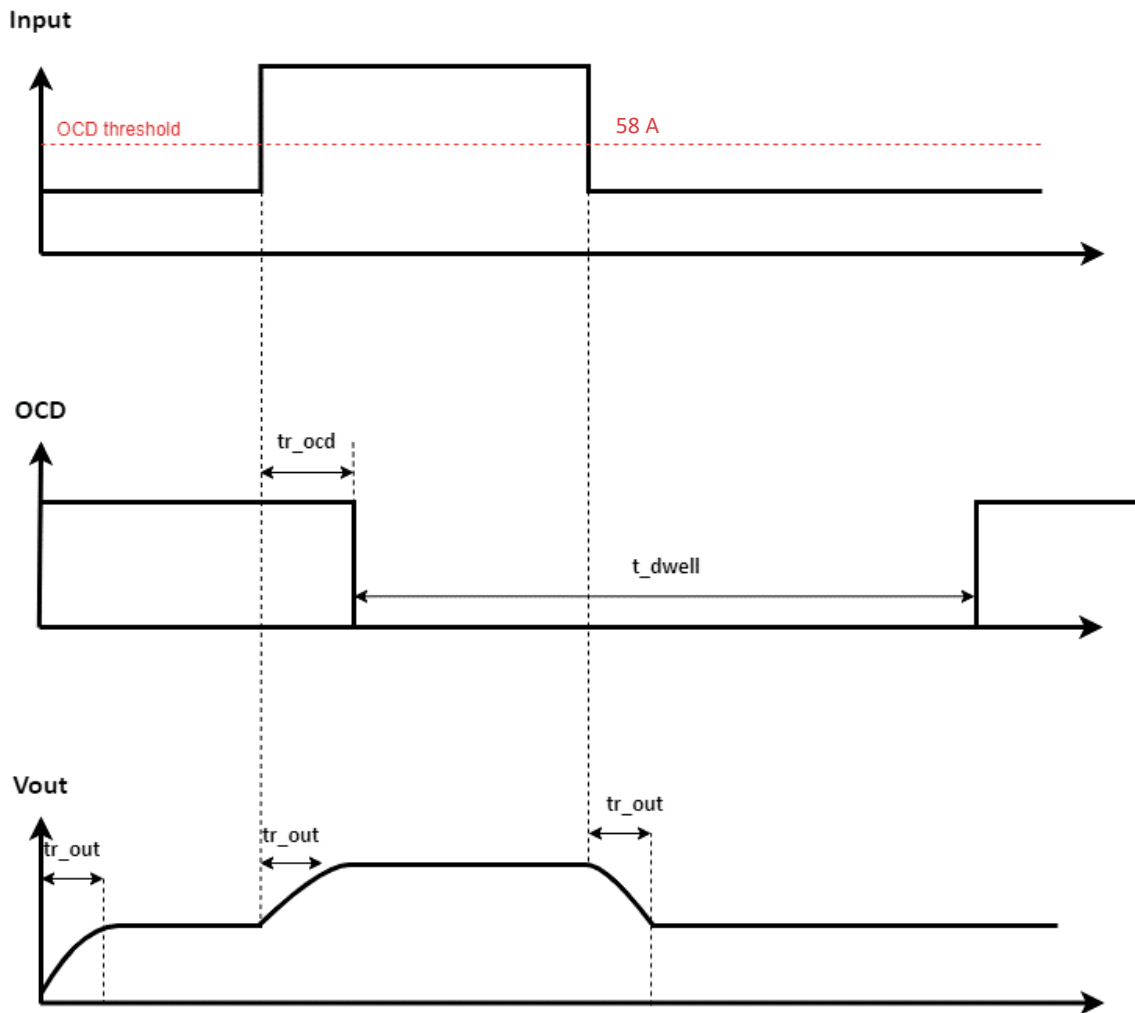 Input
OCD threshold
58 A
OCD
tr_ocd
t_dwell
Vout
tr_out
tr_out
tr_out